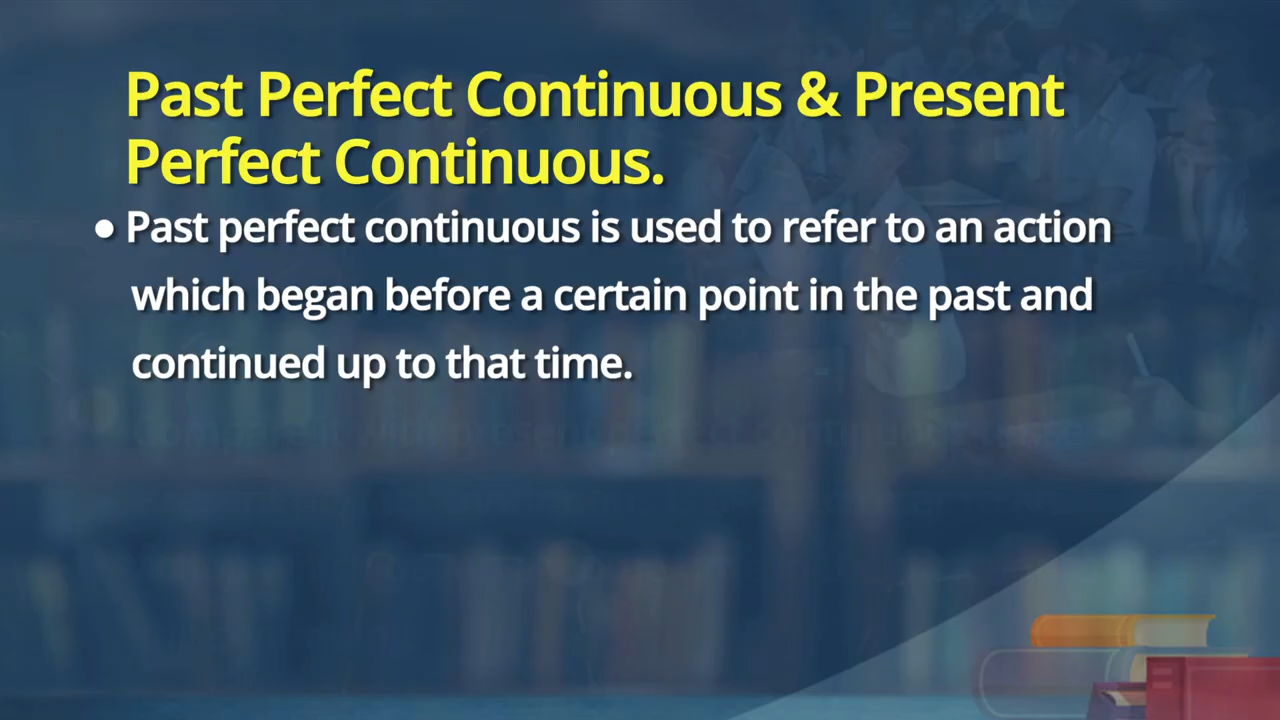 Past Perfect Continuous & Present
Perfect Continuous.
● Past perfect continuous is used to refer to an action
which began before a certain point in the past and
continued up to that time.